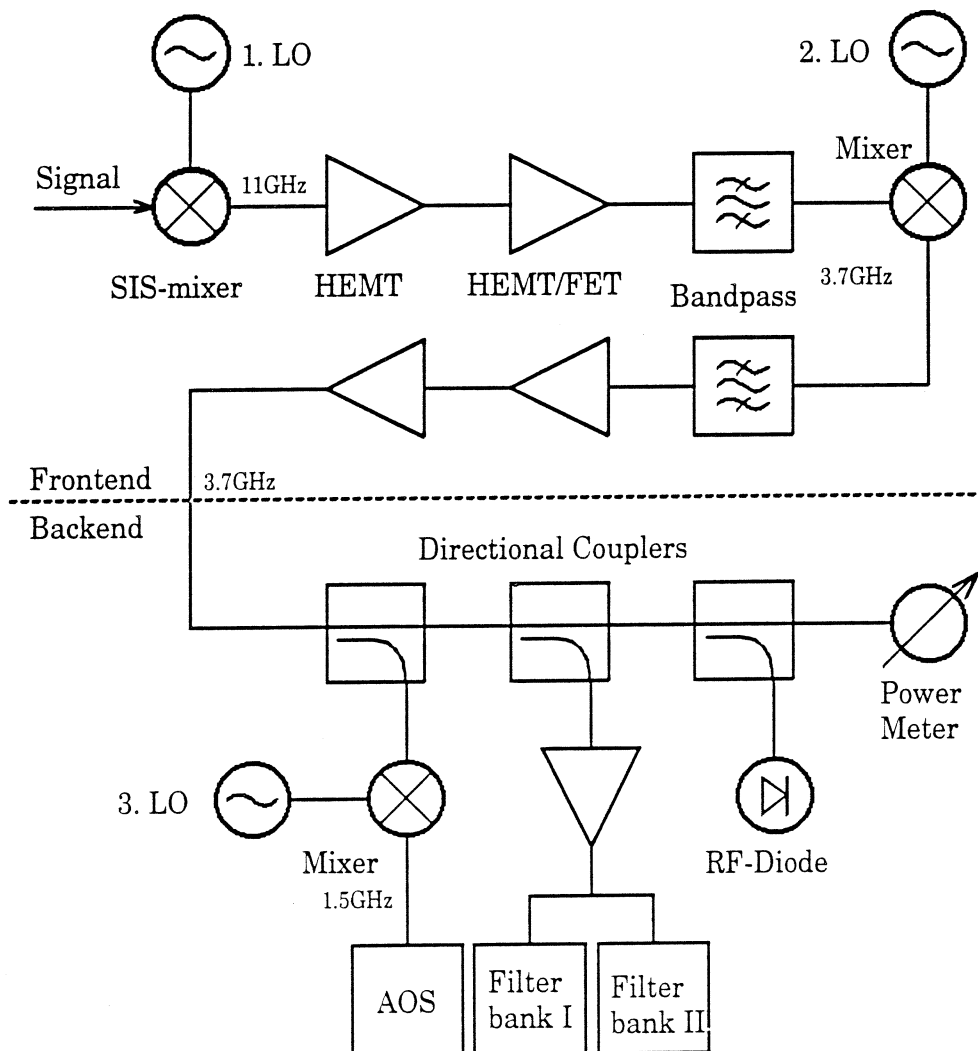 1. LO
2. LO
Signal
11GHz
Mixer
SIS-mixer
HEMT
HEMT/FET
Bandpass
3.7GHz
Frontend
3.7GHz
Backend
Directional Couplers
Power
Meter
3. LO
Mixer
1.5GHz
RF-Diode
AOS
Filter
bank I
Filter
bank II